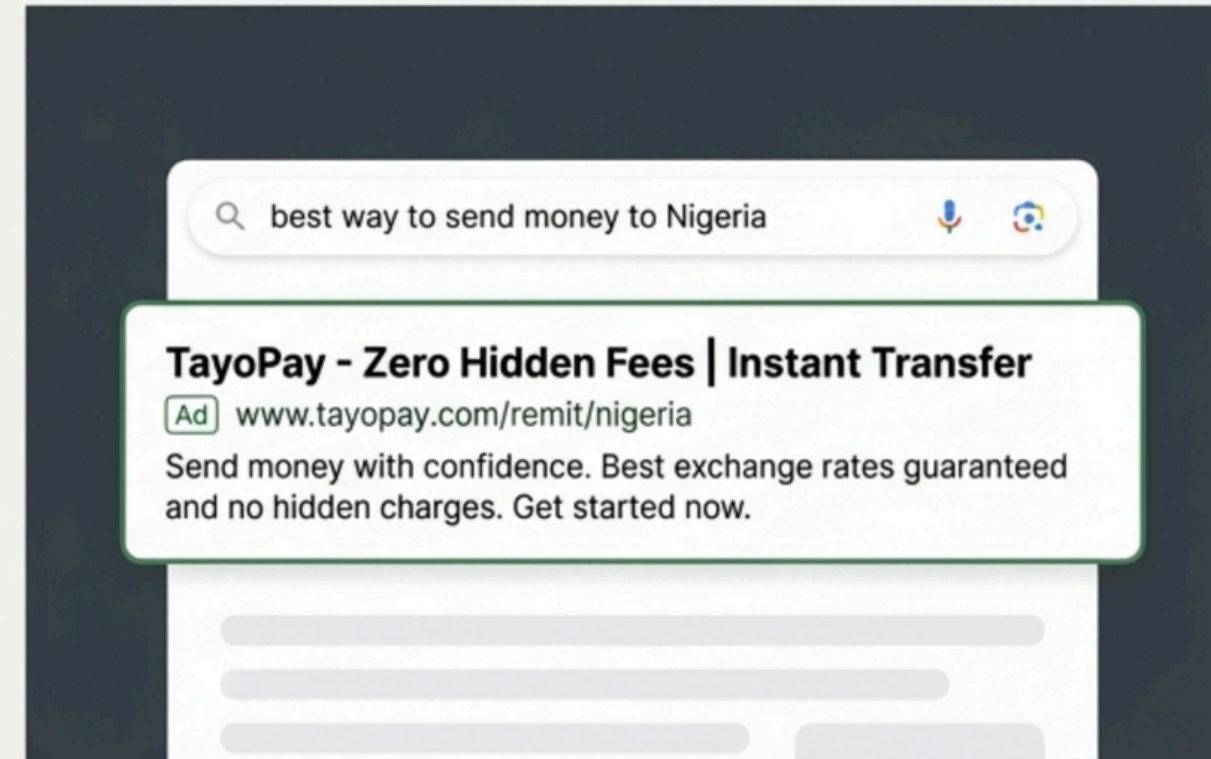 best way to send money to Nigeria
TayoPay - Zero Hidden Fees | Instant Transfer
Ad www.tayopay.com/remit/nigeria
Send money with confidence. Best exchange rates guaranteed
and no hidden charges. Get started now.